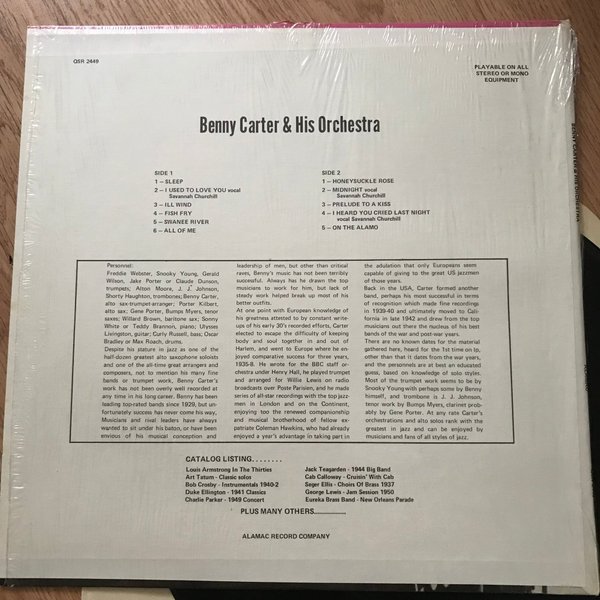 QSR 2449
PLAYABLE ON ALL
STEREO OR MONO
EQUIPMENT
Benny Carter & His Orchestra
SIDE 1
1 – SLEEP
2 – I USED TO LOVE YOU vocal
Savannah Churchill
3 – ILL WIND
4 – FISH FRY
5 – SWANEE RIVER
6 – ALL OF ME
SIDE 2
1 – HONEYSUCKLE ROSE
2 – MIDNIGHT vocal
Savannah Churchill
3 – PRELUDE TO A KISS
4 – I HEARD YOU CRIED LAST NIGHT
vocal Savannah Churchill
5 – ON THE ALAMO
Personnel:
Freddie Webster, Snooky Young, Gerald
Wilson, Jake Porter or Claude Dunson,
trumpets; Alton Moore, J. J. Johnson,
Shorty Haughton, trombones; Benny Carter,
alto sax-trumpet-arranger; Porter Kilbert,
alto sax; Gene Porter, Bumps Myers, tenor
saxes; Willard Brown, baritone sax; Sonny
White or Teddy Brannon, piano; Ulysses
Livingston, guitar; Curly Russell, bass; Oscar
Bradley or Max Roach, drums.
Despite his stature in jazz as one of the
half-dozen greatest alto saxophone soloists
and one of the all-time great arrangers and
composers, not to mention his many fine
bands or trumpet work, Benny Carter's
work has not been overly well recorded at
any time in his long career. Benny has been
leading top-rated bands since 1929, but un-
fortunately success has never come his way.
Musicians and rival leaders have always
wanted to sit under his baton, or have been
envious of his musical conception and
leadership of men, but other than critical
raves, Benny's music has not been terribly
successful. Always has he drawn the top
musicians to work for him, but lack of
steady work helped break up most of his
better outfits.
At one point with European knowledge of
his greatness attested to by constant write-
ups of his early 30's recorded efforts, Carter
elected to escape the difficulty of keeping
body and soul together in and out of
Harlem, and went to Europe where he en-
joyed comparative success for three years,
1935-8. He wrote for the BBC staff or-
chestra under Henry Hall, he played trumpet
and arranged for Willie Lewis on radio
broadcasts over Poste Parisien, and he made
series of all-star recordings with the top jazz-
men in London and on the Continent,
enjoying too the renewed companionship
and musical brotherhood of fellow ex-
patriate Coleman Hawkins, who had already
enjoyed a year's advantage in taking part in
the adulation that only Europeans seem
capable of giving to the great US jazzmen
of those years.
Back in the USA, Carter formed another
band, perhaps his most successful in terms
of recognition which made fine recordings
in 1939-40 and ultimately moved to Cali-
fornia in late 1942 and drew from the top
musicians out there the nucleus of his best
bands of the war and post-war years.
There are no known dates for the material
gathered here, heard for the 1st time on lp,
other than that it dates from the war years,
and the personnels are at best an educated
guess, based on knowledge of solo styles.
Most of the trumpet work seems to be by
Snooky Young with perhaps some by Benny
himself, and trombone is J. J. Johnson,
tenor work by Bumps Myers, clarinet prob-
ably by Gene Porter. At any rate Carter's
orchestrations and alto solos rank with the
greatest in jazz and can be enjoyed by
musicians and fans of all styles of jazz.
CATALOG LISTING........
Louis Armstrong In The Thirties
Art Tatum - Classic solos
Bob Crosby - Instrumentals 1940-2
Duke Ellington - 1941 Classics
Charlie Parker - 1949 Concert
Jack Teagarden - 1944 Big Band
Cab Calloway - Cruisin' With Cab
Seger Ellis - Choirs Of Brass 1937
George Lewis - Jam Session 1950
Eureka Brass Band - New Orleans Parade
PLUS MANY OTHERS............
ALAMAC RECORD COMPANY
BENNY CARTER & HIS ORCHESTRA